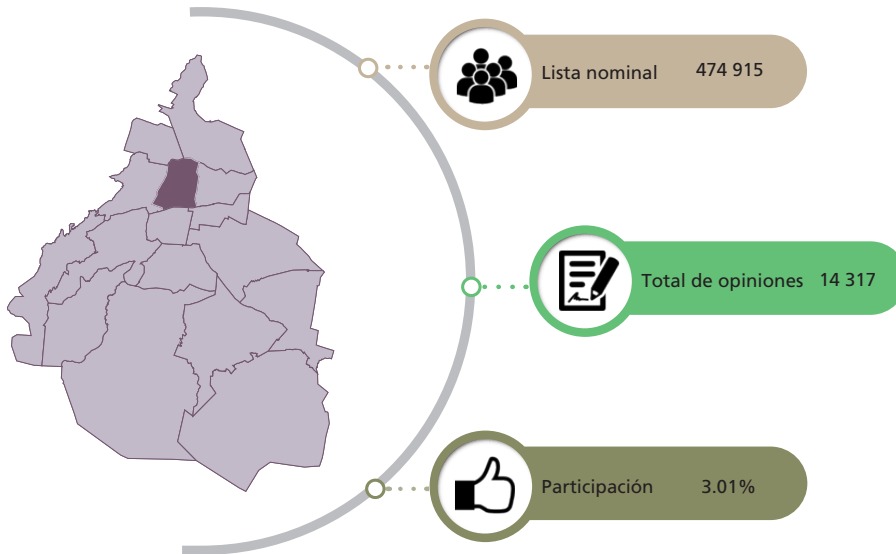 Lista nominal 474 915
Total de opiniones 14 317
Participación 3.01%